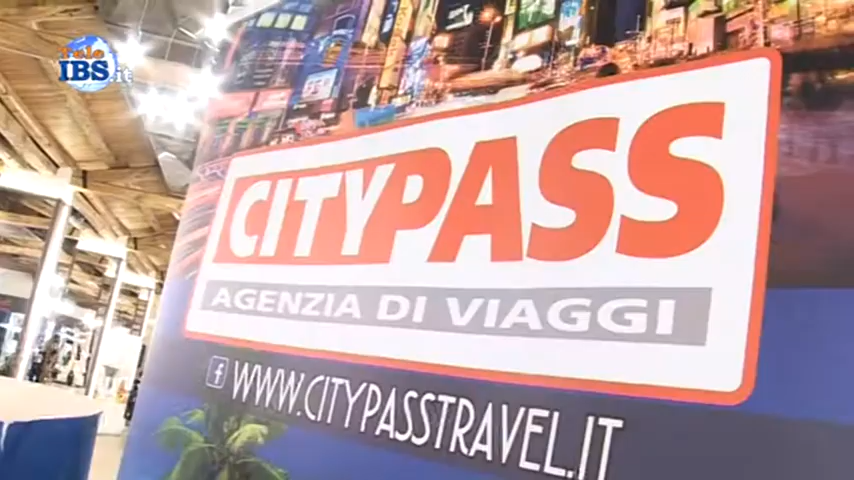 Tele
IBS.it
CITYPASS
AGENZIA DI VIAGGI
f WWW.CITYPASSTRAVEL.IT